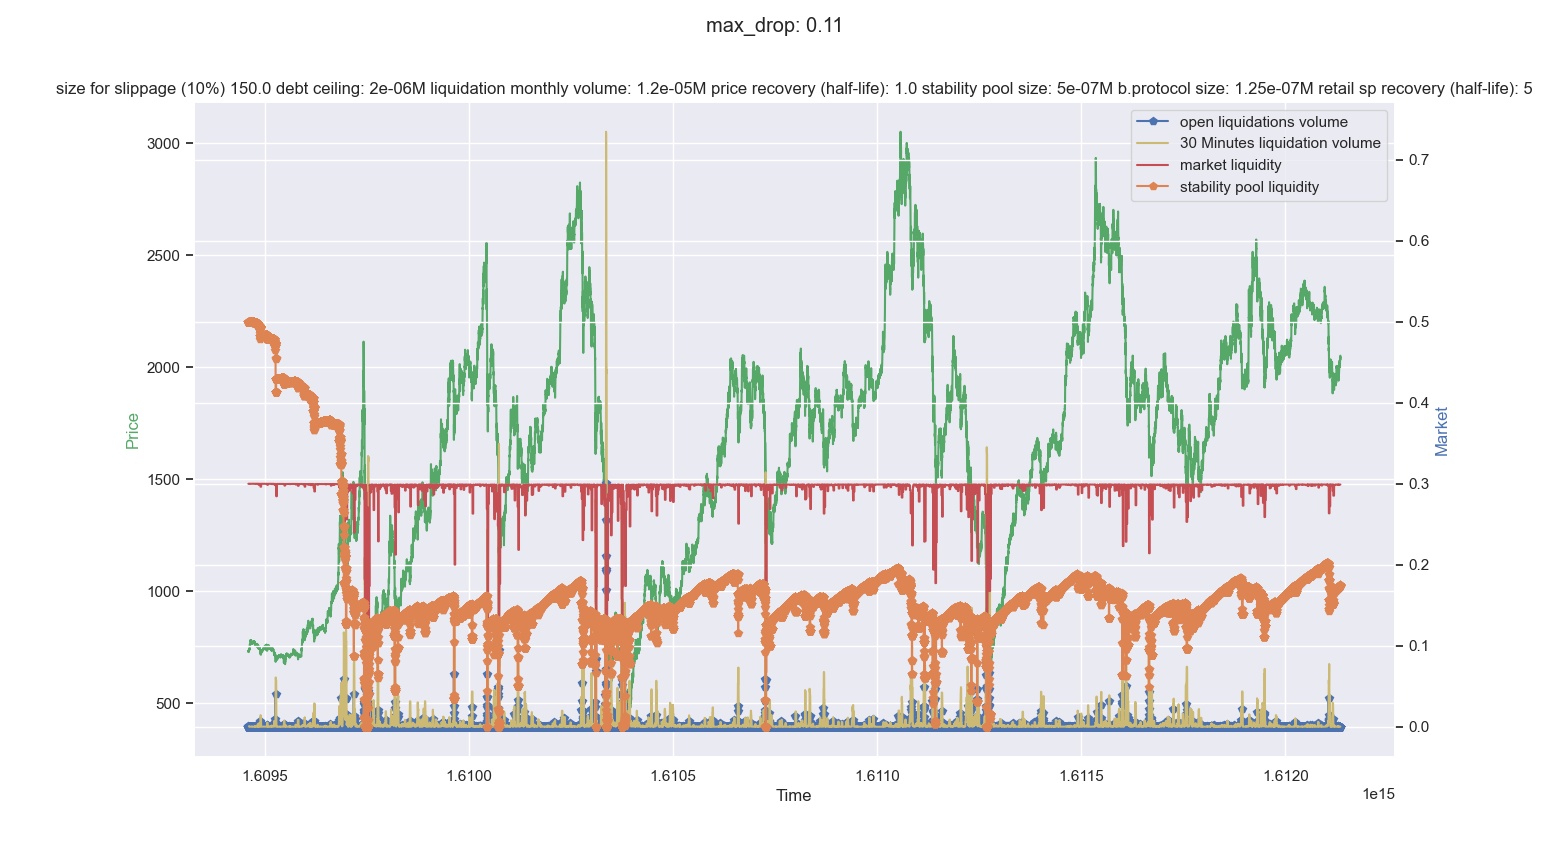 max_drop: 0.11
size for slippage (10%) 150.0 debt ceiling: 2e-06M liquidation monthly volume: 1.2e-05M price recovery (half-life): 1.0 stability pool size: 5e-07M b.protocol size: 1.25e-07M retail sp recovery (half-life): 5
open liquidations volume
30 Minutes liquidation volume
market liquidity
stability pool liquidity
3000
2500
2000
1500
1000
500
Price
0.7
0.6
0.5
0.4
0.3
0.2
0.1
0.0
Market
1.6095
1.6100
1.6105
1.6110
1.6115
1.6120
1e15
Time